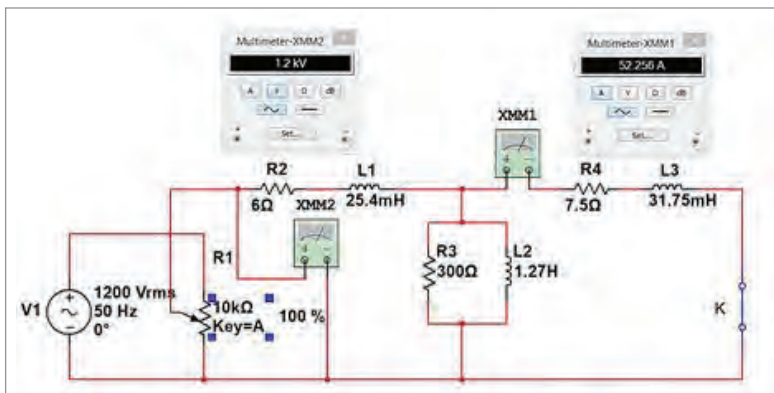 Multimeter-XMM2
1.2 kV
A V Ω dB
Set...
+ -
Multimeter-XMM1
52.256 A
A V Ω dB
Set...
+ -
XMM1
+ -
R2
6Ω
L1
25.4mH
XMM2
+ -
R4
7.5Ω
L3
31.75mH
R1
R3
300Ω
L2
1.27H
V1
1200 Vrms
50 Hz
0°
10kΩ
Key=A
100 %
K